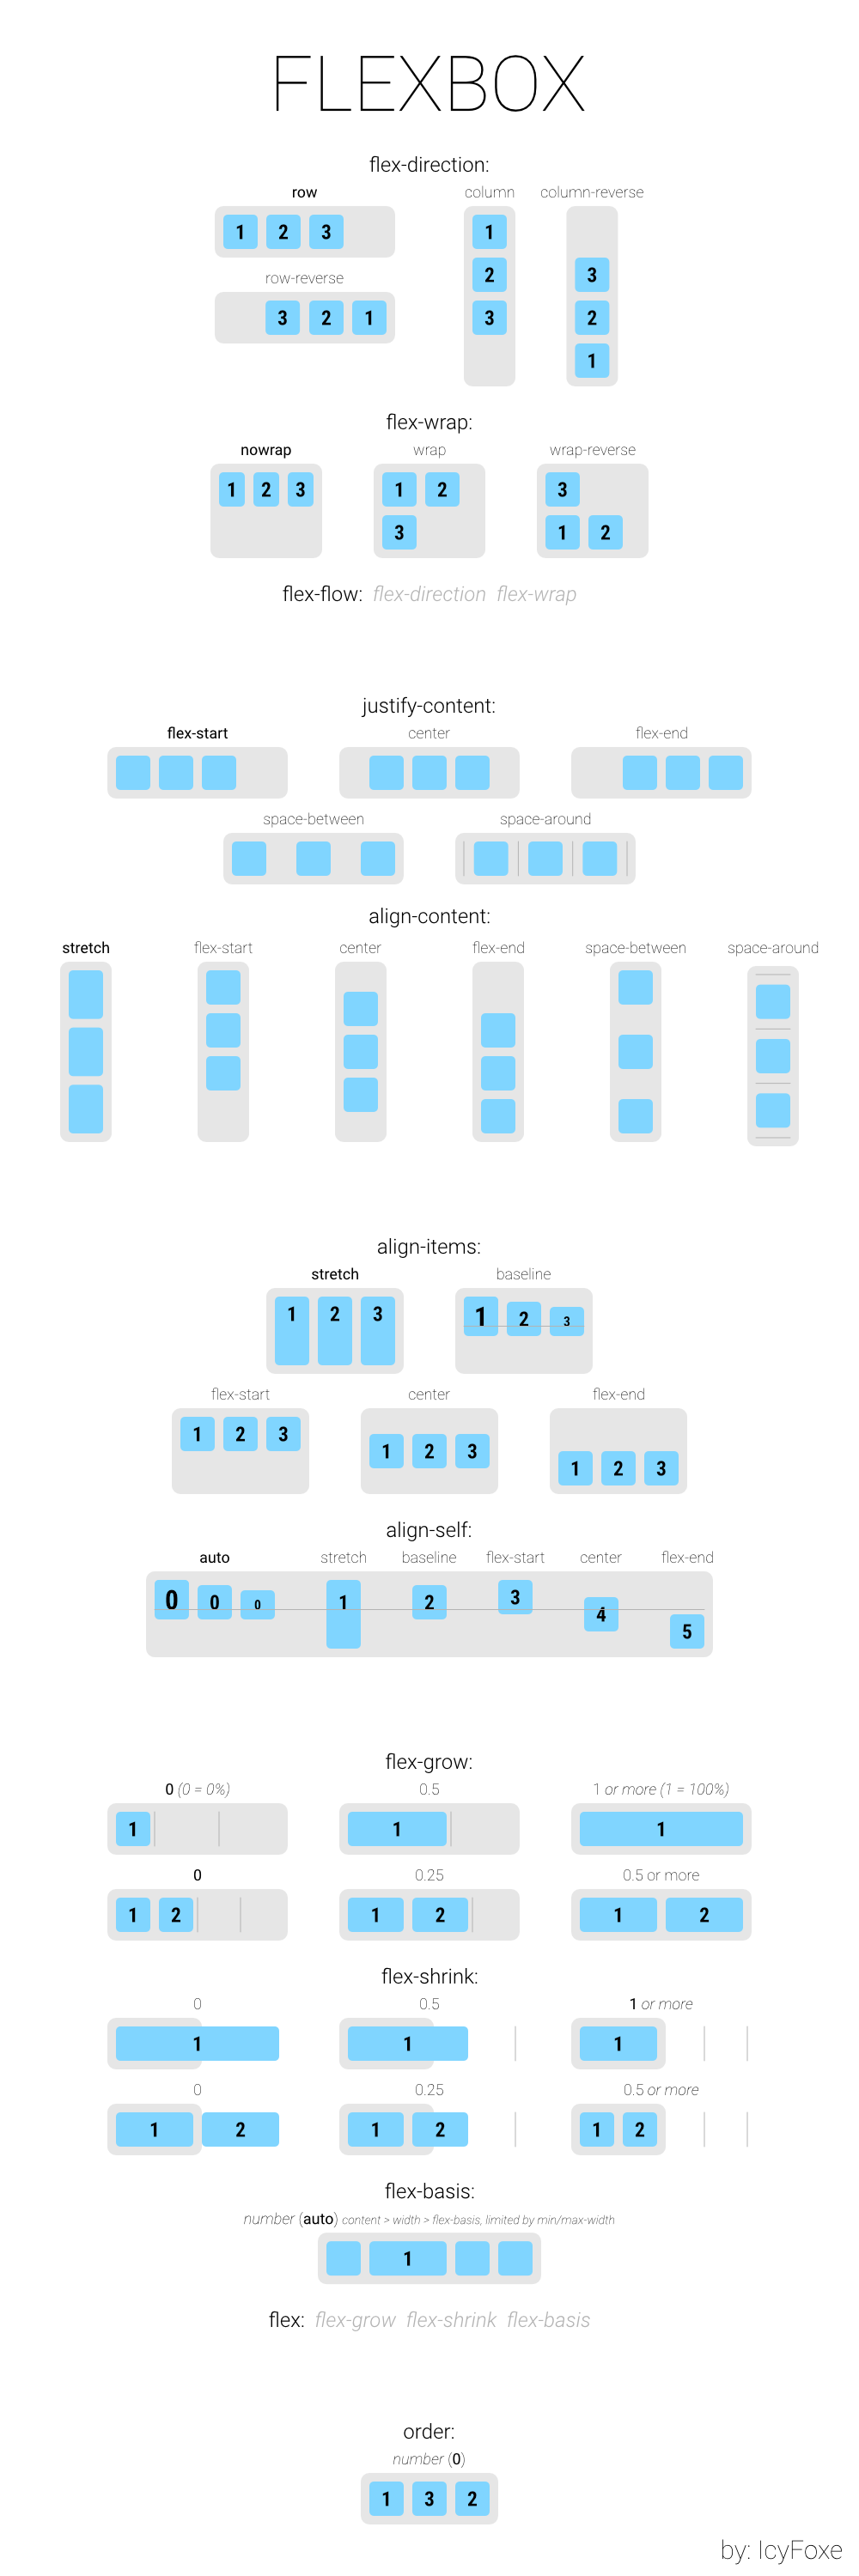 FLEXBOX
flex-direction:
row
column
column-reverse
1 2 3
row-reverse
3 2 1
1
2
3
3
2
1
flex-wrap:
nowrap
wrap
wrap-reverse
1 2 3
1 2
3
3
1 2
flex-flow: flex-direction flex-wrap
justify-content:
flex-start
center
flex-end
space-between
space-around
align-content:
stretch
flex-start
center
flex-end
space-between
space-around
align-items:
stretch
baseline
1 2 3
1 2 3
flex-start
center
flex-end
1 2 3
1 2 3
1 2 3
align-self:
auto
stretch
baseline
flex-start
center
flex-end
0 0 0 1 2 3 4 5
flex-grow:
0 (0 = 0%)
0.5
1 or more (1 = 100%)
1
1
1
0
0.25
0.5 or more
1 2
1 2
1 2
flex-shrink:
0
0.5
1 or more
1
1
1
0
0.25
0.5 or more
1 2
1 2
1 2
flex-basis:
number (auto) content > width > flex-basis, limited by min/max-width
1
flex: flex-grow flex-shrink flex-basis
order:
number (0)
1 3 2
by: IcyFoxe